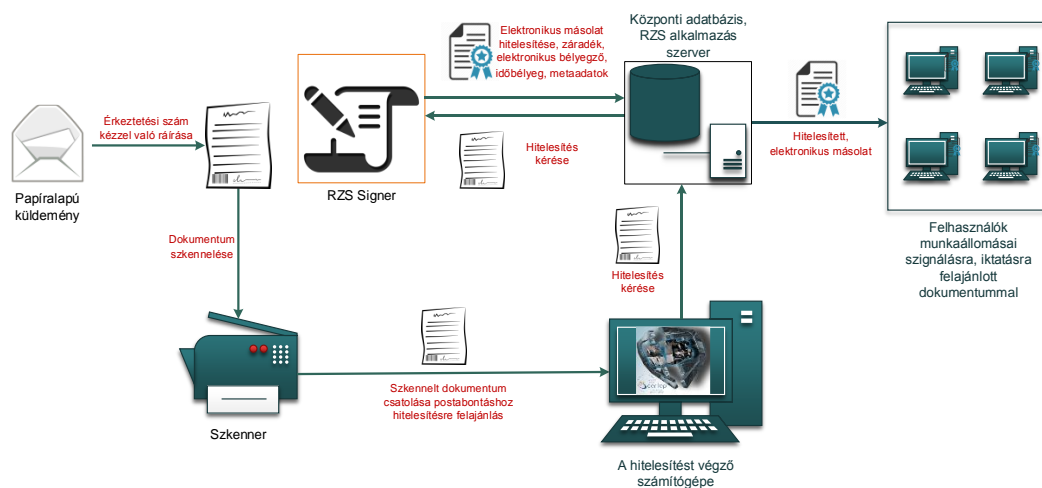 Elektronikus másolat
hitelesítése, záradék,
elektronikus bélyegző,
időbélyeg, metaadatok
Központi adatbázis,
RZS alkalmazás
szerver
Érkeztetési szám
kézzel való ráírása
Hitelesítés
kérése
Hitelesített,
elektronikus másolat
Papíralapú
küldemény
RZS Signer
Dokumentum
szkennelése
Hitelesítés
kérése
Felhasználók
munkaállomásai
szignálásra, iktatásra
felajánlott
dokumentummal
Szkennelt dokumentum
csatolása postabontáshoz
hitelesítésre felajánlás
Szkenner
A hitelesítést végző
számítógépe